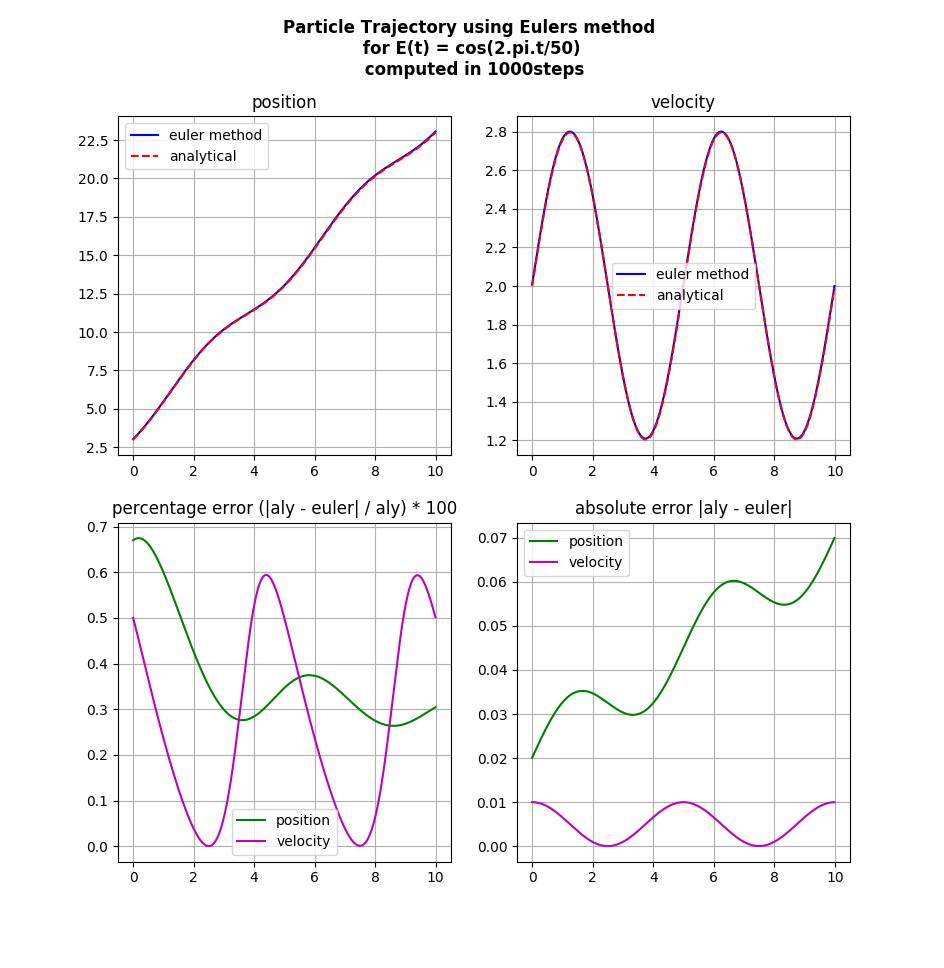 Particle Trajectory using Eulers method
for E(t) = cos(2.pi.t/50)
computed in 1000steps
position
euler method
analytical
22.5
20.0
17.5
15.0
12.5
10.0
7.5
5.0
2.5
0 2 4 6 8 10
velocity
euler method
analytical
2.8
2.6
2.4
2.2
2.0
1.8
1.6
1.4
1.2
0 2 4 6 8 10
percentage error (|aly - euler| / aly) * 100
0.7
0.6
0.5
0.4
0.3
0.2
0.1
0.0
position
velocity
0 2 4 6 8 10
absolute error |aly - euler|
position
velocity
0.07
0.06
0.05
0.04
0.03
0.02
0.01
0.00
0 2 4 6 8 10